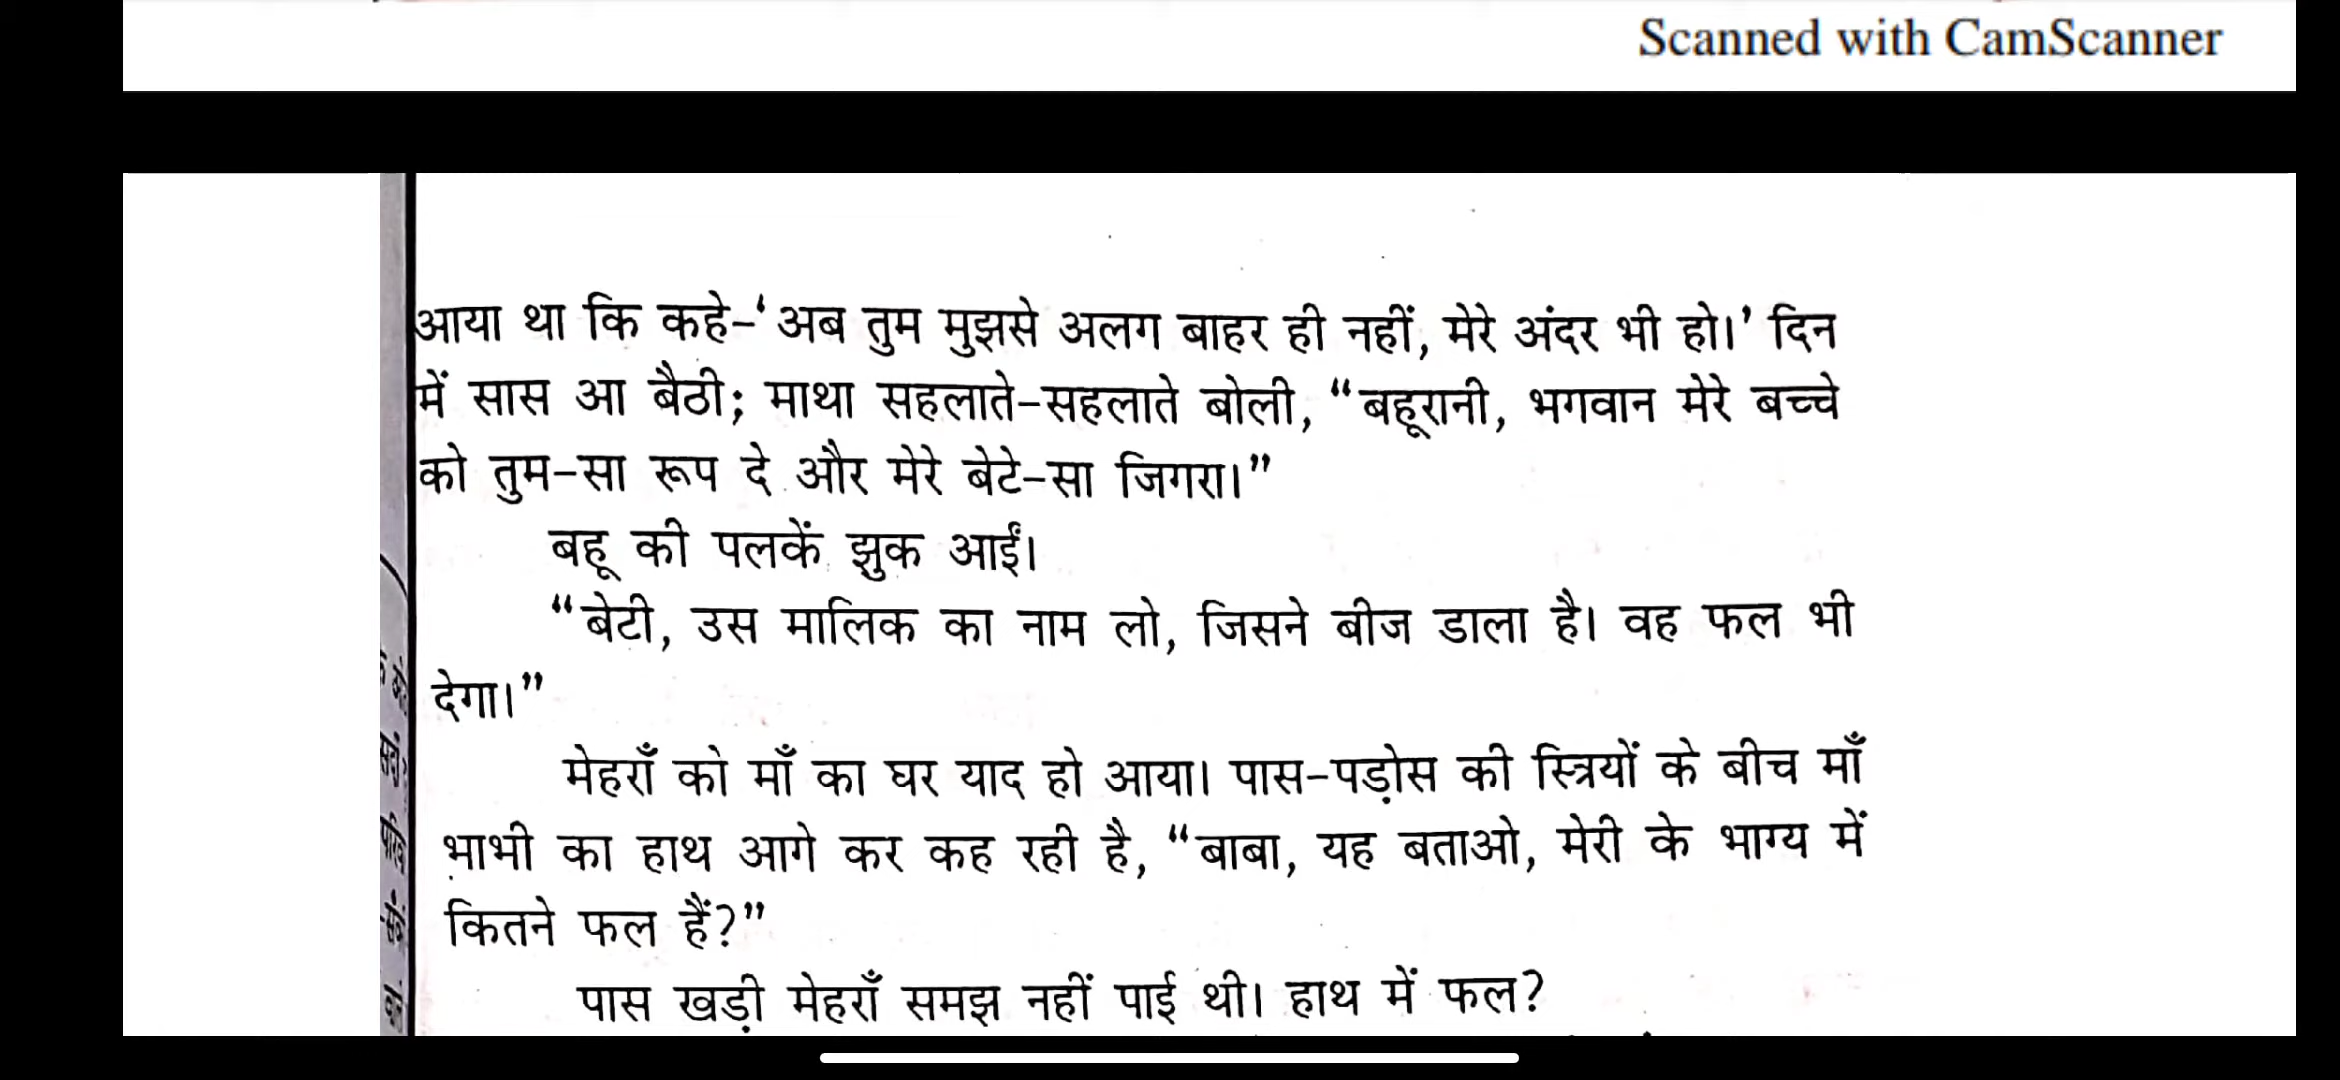 Scanned with CamScanner
आया था कि कहे-‘अब तुम मुझसे अलग बाहर ही नहीं, मेरे अंदर भी हो।’ दिन
में सास आ बैठी; माथा सहलाते-सहलाते बोली, “बहूरानी, भगवान मेरे बच्चे
को तुम-सा रूप दे और मेरे बेटे-सा जिगरा।”
बहू की पलकें झुक आईं।
“बेटी, उस मालिक का नाम लो, जिसने बीज डाला है। वह फल भी
देगा।”
मेहराँ को माँ का घर याद हो आया। पास-पड़ोस की स्त्रियों के बीच माँ
भाभी का हाथ आगे कर कह रही है, “बाबा, यह बताओ, मेरी के भाग्य में
कितने फल हैं?”
पास खड़ी मेहराँ समझ नहीं पाई थी। हाथ में फल?